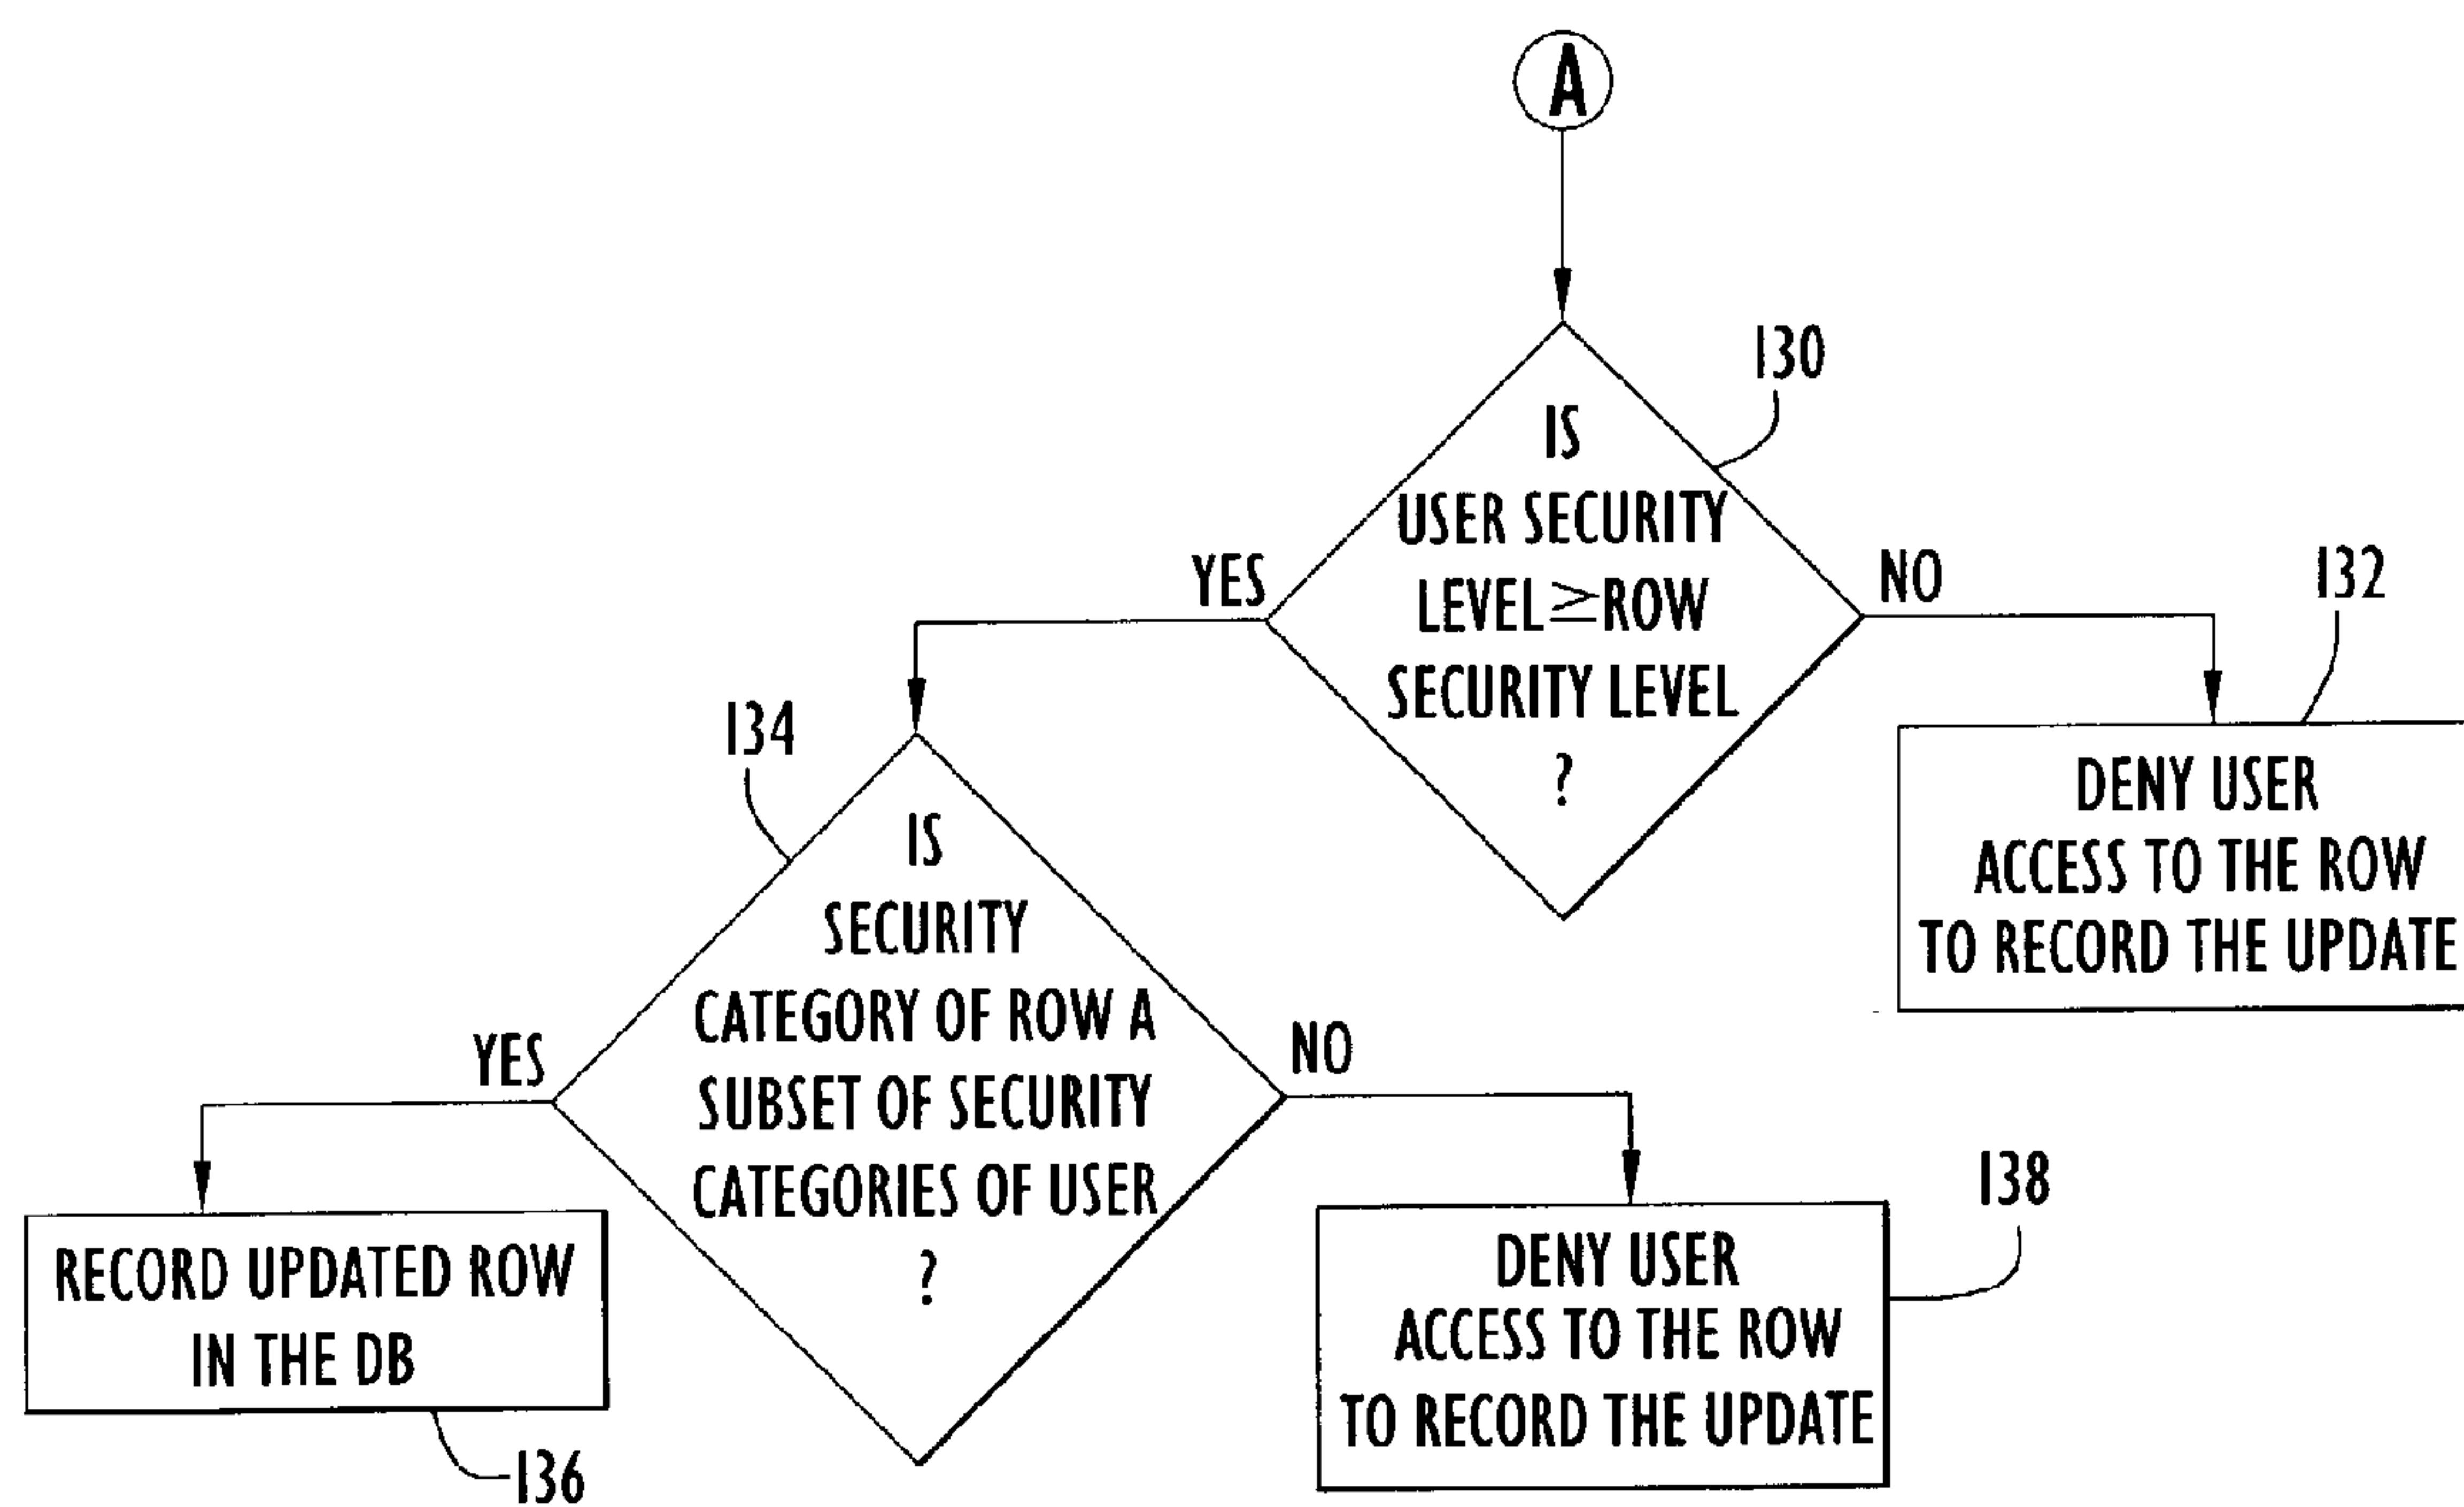 A
130
IS
USER SECURITY
LEVEL≥ROW
SECURITY LEVEL
?
YES
NO
132
DENY USER
ACCESS TO THE ROW
TO RECORD THE UPDATE
134
IS
SECURITY
CATEGORY OF ROW A
SUBSET OF SECURITY
CATEGORIES OF USER
?
YES
NO
RECORD UPDATED ROW
IN THE DB
136
138
DENY USER
ACCESS TO THE ROW
TO RECORD THE UPDATE